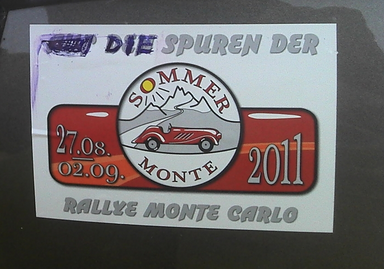 DIE SPUREN DER
SOMMER
27.08.
02.09.
MONTE
2011
RALLYE MONTE CARLO